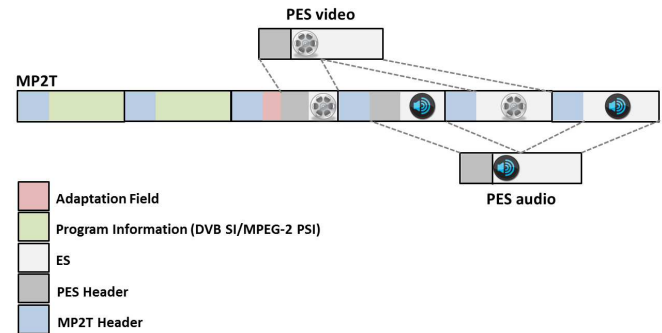 PES video
MP2T
PES audio
Adaptation Field
Program Information (DVB SI/MPEG-2 PSI)
ES
PES Header
MP2T Header